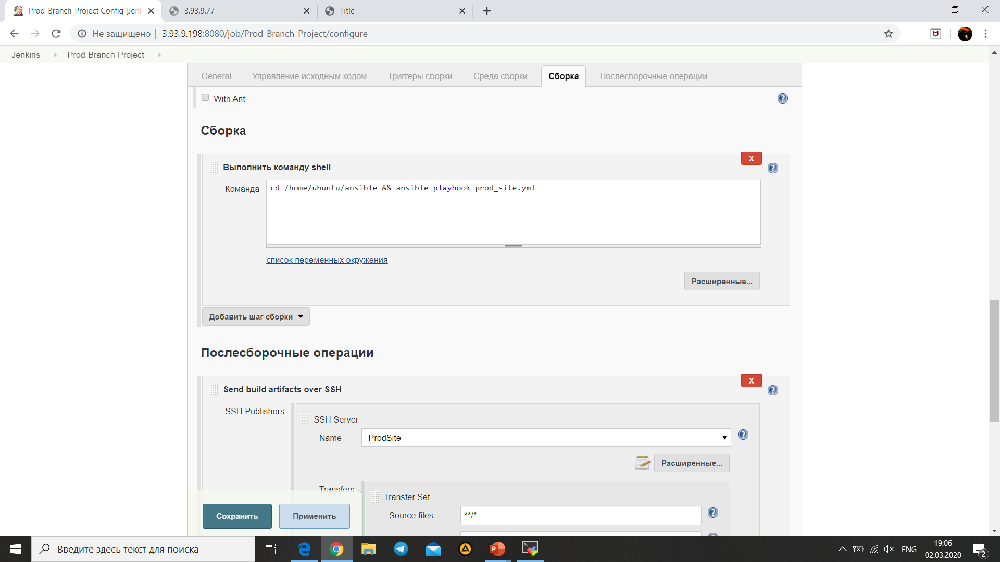 Prod-Branch-Project Config [Jenk
3.93.9.77
Title
Не защищено
3.93.9.198:8080/job/Prod-Branch-Project/configure
Jenkins
Prod-Branch-Project
General
Управление исходным кодом
Триггеры сборки
Среда сборки
Сборка
Послесборочные операции
With Ant
Сборка
X
Выполнить команду shell
Команда
cd /home/ubuntu/ansible && ansible-playbook prod_site.yml
список переменных окружения
Расширенные...
Добавить шаг сборки
Послесборочные операции
X
Send build artifacts over SSH
SSH Publishers
SSH Server
Name
ProdSite
Расширенные...
Transfers
Transfer Set
Source files
**/*
Сохранить
Применить
Введите здесь текст для поиска
ENG
19:06
02.03.2020
2